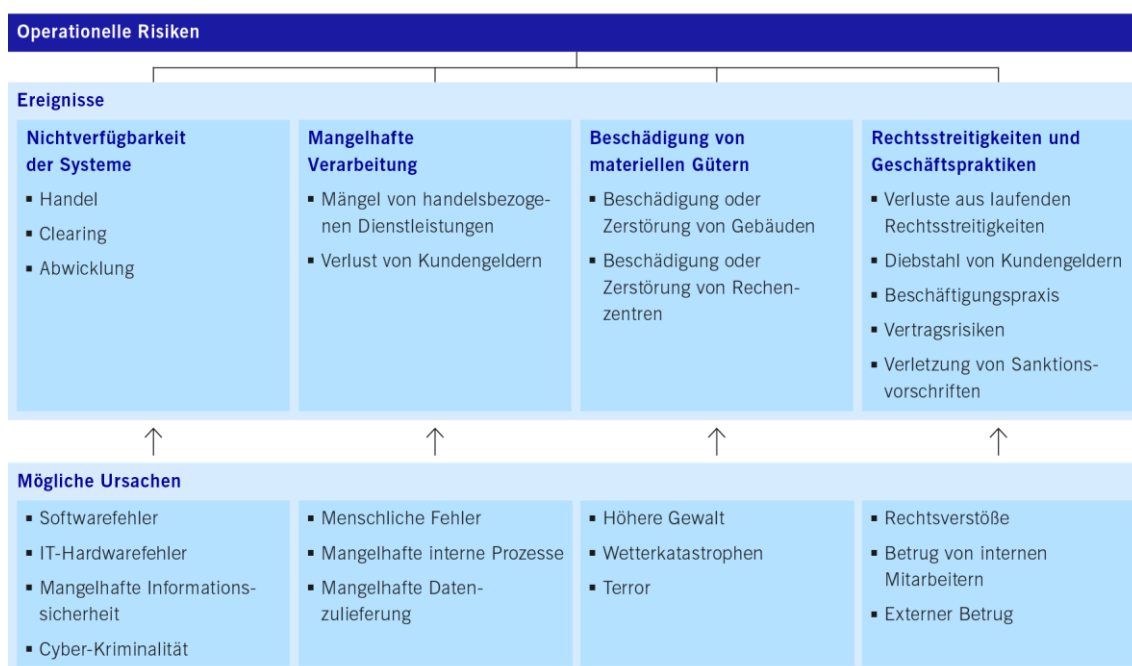 Operationelle Risiken
Ereignisse
Nichtverfügbarkeit
der Systeme
▪ Handel
▪ Clearing
▪ Abwicklung
Mangelhafte
Verarbeitung
▪ Mängel von handelsbezoge-
nen Dienstleistungen
▪ Verlust von Kundengeldern
Beschädigung von
materiellen Gütern
▪ Beschädigung oder
Zerstörung von Gebäuden
▪ Beschädigung oder
Zerstörung von Rechen-
zentren
Rechtsstreitigkeiten und
Geschäftspraktiken
▪ Verluste aus laufenden
Rechtsstreitigkeiten
▪ Diebstahl von Kundengeldern
▪ Beschäftigungspraxis
▪ Vertragsrisiken
▪ Verletzung von Sanktions-
vorschriften
Mögliche Ursachen
▪ Softwarefehler
▪ IT-Hardwarefehler
▪ Mangelhafte Informations-
sicherheit
▪ Cyber-Kriminalität
▪ Menschliche Fehler
▪ Mangelhafte interne Prozesse
▪ Mangelhafte Daten-
zulieferung
▪ Höhere Gewalt
▪ Wetterkatastrophen
▪ Terror
▪ Rechtsverstöße
▪ Betrug von internen
Mitarbeitern
▪ Externer Betrug